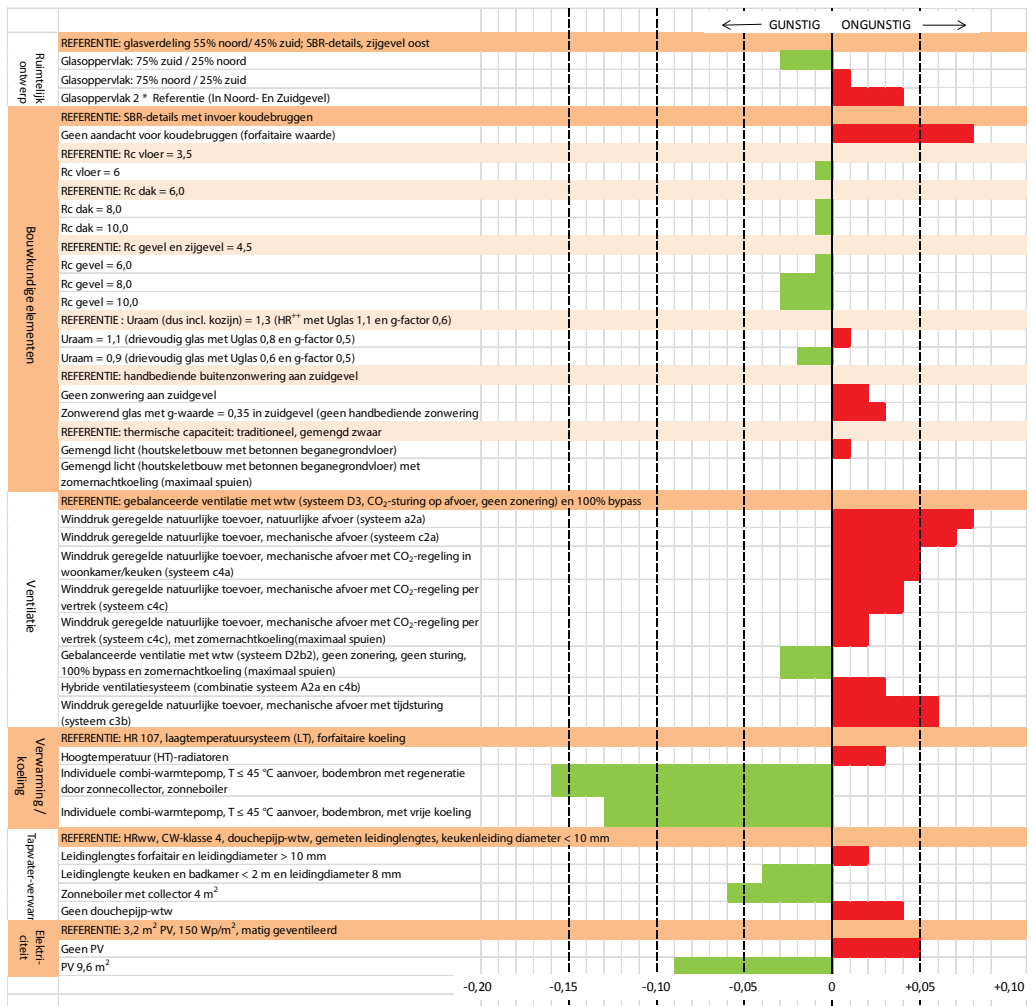 ← GUNSTIG ONGUNSTIG →
Ruimtelijk
ontwerp
REFERENTIE: glasverdeling 55% noord/ 45% zuid; SBR-details, zijgevel oost
Glasoppervlak: 75% zuid / 25% noord
Glasoppervlak: 75% noord / 25% zuid
Glasoppervlak 2 * Referentie (In Noord- En Zuidgevel)
Bouwkundige elementen
REFERENTIE: SBR-details met invoer koudebruggen
Geen aandacht voor koudebruggen (forfaitaire waarde)
REFERENTIE: Rc vloer = 3,5
Rc vloer = 6
REFERENTIE: Rc dak = 6,0
Rc dak = 8,0
Rc dak = 10,0
REFERENTIE: Rc gevel en zijgevel = 4,5
Rc gevel = 6,0
Rc gevel = 8,0
Rc gevel = 10,0
REFERENTIE : Uraam (dus incl. kozijn) = 1,3 (HR⁺⁺ met Uglas 1,1 en g-factor 0,6)
Uraam = 1,1 (drievoudig glas met Uglas 0,8 en g-factor 0,5)
Uraam = 0,9 (drievoudig glas met Uglas 0,6 en g-factor 0,5)
REFERENTIE: handbediende buitenzonwering aan zuidgevel
Geen zonwering aan zuidgevel
Zonwerend glas met g-waarde = 0,35 in zuidgevel (geen handbediende zonwering
REFERENTIE: thermische capaciteit: traditioneel, gemengd zwaar
Gemengd licht (houtskeletbouw met betonnen beganegrondvloer)
Gemengd licht (houtskeletbouw met betonnen beganegrondvloer) met
zomernachtkoeling (maximaal spuien)
Ventilatie
REFERENTIE: gebalanceerde ventilatie met wtw (systeem D3, CO₂-sturing op afvoer, geen zonering) en 100% bypass
Winddruk geregelde natuurlijke toevoer, natuurlijke afvoer (systeem a2a)
Winddruk geregelde natuurlijke toevoer, mechanische afvoer (systeem c2a)
Winddruk geregelde natuurlijke toevoer, mechanische afvoer met CO₂-regeling in
woonkamer/keuken (systeem c4a)
Winddruk geregelde natuurlijke toevoer, mechanische afvoer met CO₂-regeling per
vertrek (systeem c4c)
Winddruk geregelde natuurlijke toevoer, mechanische afvoer met CO₂-regeling per
vertrek (systeem c4c), met zomernachtkoeling(maximaal spuien)
Gebalanceerde ventilatie met wtw (systeem D2b2), geen zonering, geen sturing,
100% bypass en zomernachtkoeling (maximaal spuien)
Hybride ventilatiesysteem (combinatie systeem A2a en c4b)
Winddruk geregelde natuurlijke toevoer, mechanische afvoer met tijdsturing
(systeem c3b)
Verwarming /
koeling
REFERENTIE: HR 107, laagtemperatuursysteem (LT), forfaitaire koeling
Hoogtemperatuur (HT)-radiatoren
Individuele combi-warmtepomp, T ≤ 45 °C aanvoer, bodembron met regeneratie
door zonnecollector, zonneboiler
Individuele combi-warmtepomp, T ≤ 45 °C aanvoer, bodembron, met vrije koeling
Tapwater-verwarm
REFERENTIE: HRww, CW-klasse 4, douchepijp-wtw, gemeten leidinglengtes, keukenleiding diameter < 10 mm
Leidinglengtes forfaitair en leidingdiameter > 10 mm
Leidinglengte keuken en badkamer < 2 m en leidingdiameter 8 mm
Zonneboiler met collector 4 m²
Geen douchepijp-wtw
Elektri-
citeit
REFERENTIE: 3,2 m² PV, 150 Wp/m², matig geventileerd
Geen PV
PV 9,6 m²
-0,20 -0,15 -0,10 -0,05 0 +0,05 +0,10